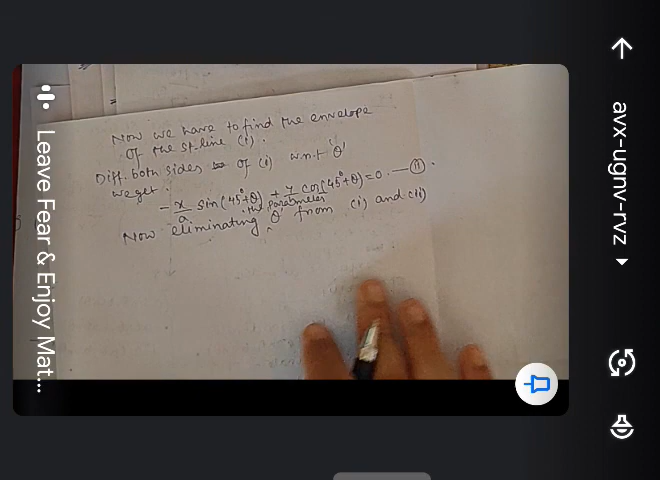 Now we have to find the envelope
of the st. line (i).
Diff. both sides of (i) w.r.t 'θ'
we get.
- x/a sin(45°+θ) + y/a cos(45°+θ)=0. — (ii).
the parameter
Now eliminating 'θ' from (i) and (ii)
Leave Fear & Enjoy Mat...
avx-ugnv-rvz